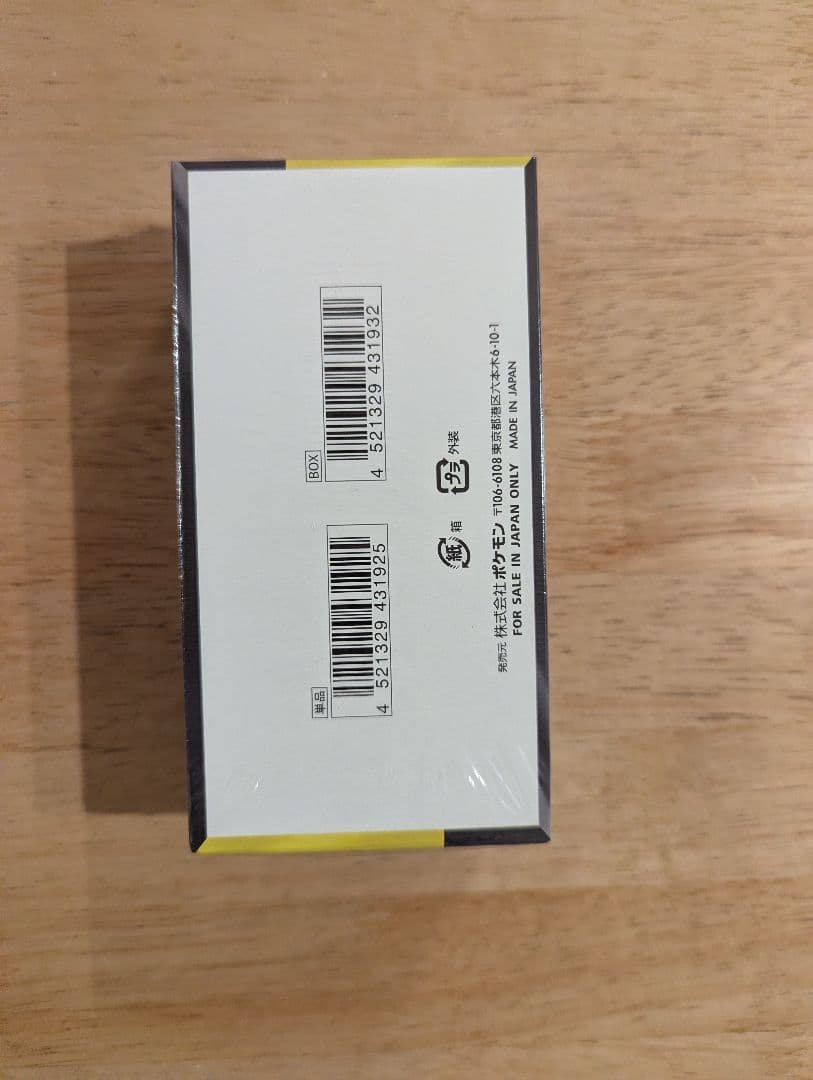 単品
4 521329 431925
BOX
4 521329 431932
紙 箱
プラ 外装
発売元 株式会社ポケモン 〒106-6108 東京都港区六本木6-10-1
FOR SALE IN JAPAN ONLY MADE IN JAPAN